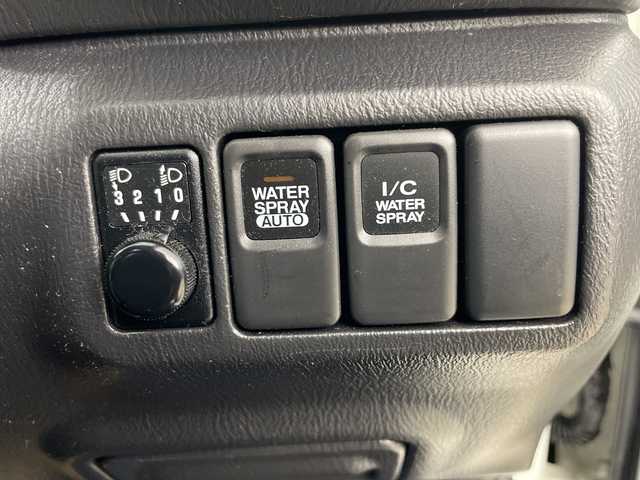 3 2 1 0
WATER
SPRAY
AUTO
I/C
WATER
SPRAY